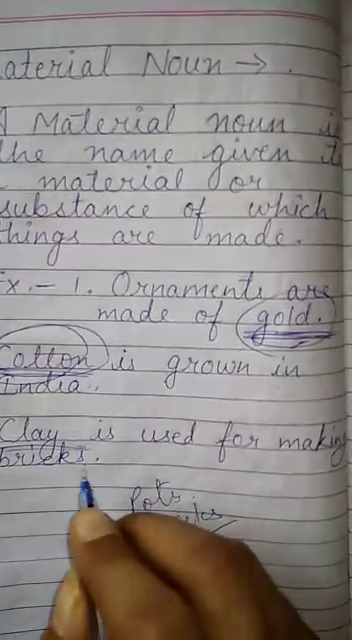 aterial Noun →.
A Material noun is
the name given to
material or
substance of which
things are made.
Ex. - 1. Ornaments are
made of gold.
Cotton is grown in
India.
Clay is used for making
bricks.
Pots